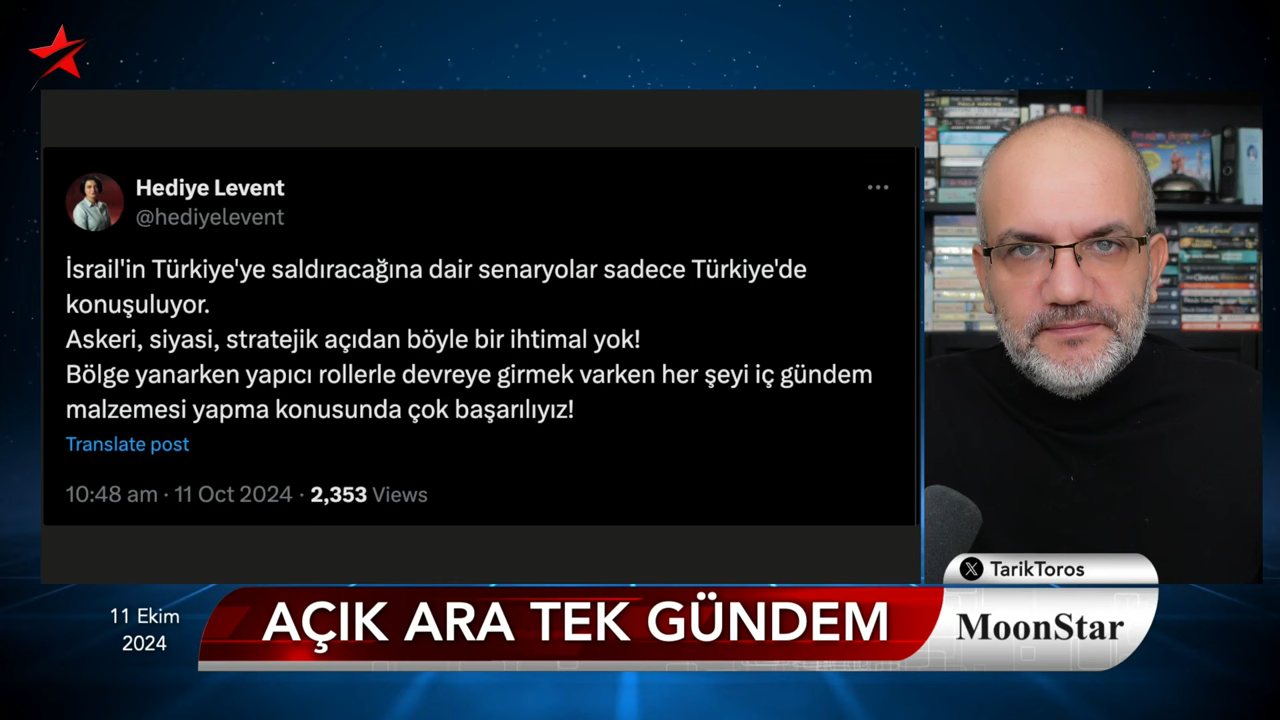 Hediye Levent
@hediyelevent
İsrail'in Türkiye'ye saldıracağına dair senaryolar sadece Türkiye'de
konuşuluyor.
Askeri, siyasi, stratejik açıdan böyle bir ihtimal yok!
Bölge yanarken yapıcı rollerle devreye girmek varken her şeyi iç gündem
malzemesi yapma konusunda çok başarılıyız!
Translate post
10:48 am · 11 Oct 2024 · 2,353 Views
TarikToros
11 Ekim
2024
AÇIK ARA TEK GÜNDEM
MoonStar